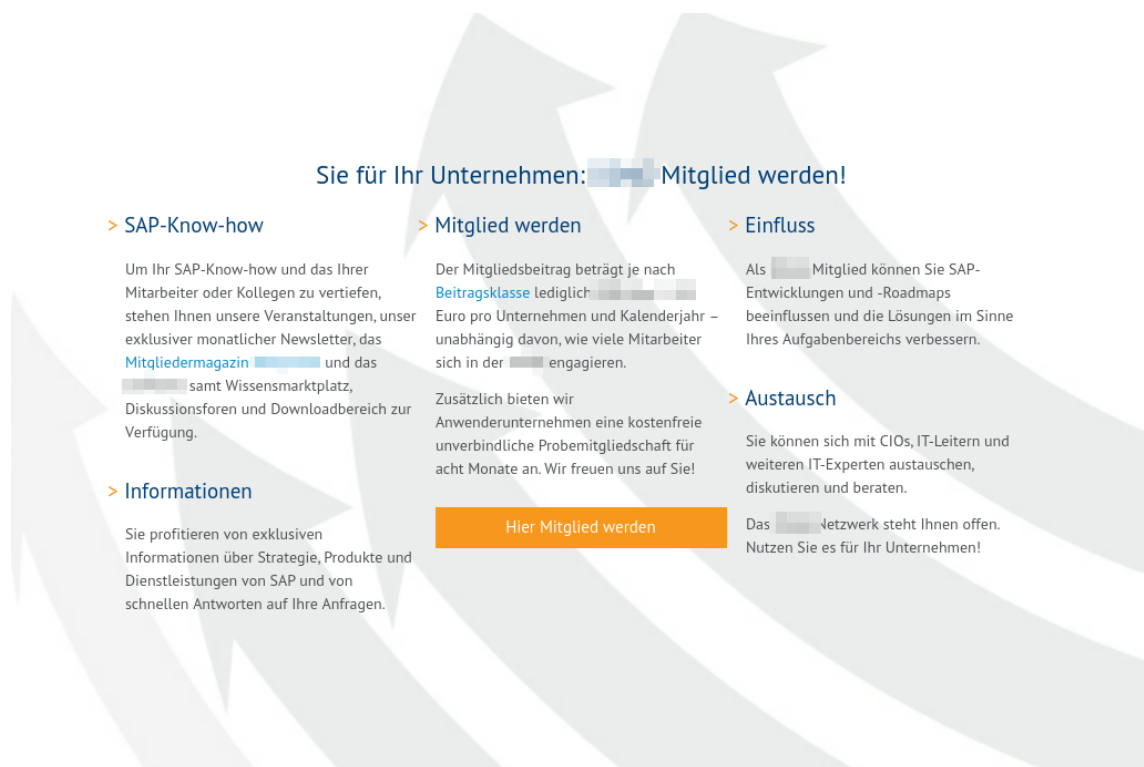 Sie für Ihr Unternehmen: Mitglied werden!
> SAP-Know-how
Um Ihr SAP-Know-how und das Ihrer
Mitarbeiter oder Kollegen zu vertiefen,
stehen Ihnen unsere Veranstaltungen, unser
exklusiver monatlicher Newsletter, das
Mitgliedermagazin und das
samt Wissensmarktplatz,
Diskussionsforen und Downloadbereich zur
Verfügung.
> Informationen
Sie profitieren von exklusiven
Informationen über Strategie, Produkte und
Dienstleistungen von SAP und von
schnellen Antworten auf Ihre Anfragen.
> Mitglied werden
Der Mitgliedsbeitrag beträgt je nach
Beitragsklasse lediglich
Euro pro Unternehmen und Kalenderjahr –
unabhängig davon, wie viele Mitarbeiter
sich in der engagieren.
Zusätzlich bieten wir
Anwenderunternehmen eine kostenfreie
unverbindliche Probemitgliedschaft für
acht Monate an. Wir freuen uns auf Sie!
Hier Mitglied werden
> Einfluss
Als Mitglied können Sie SAP-
Entwicklungen und -Roadmaps
beeinflussen und die Lösungen im Sinne
Ihres Aufgabenbereichs verbessern.
> Austausch
Sie können sich mit CIOs, IT-Leitern und
weiteren IT-Experten austauschen,
diskutieren und beraten.
Das Netzwerk steht Ihnen offen.
Nutzen Sie es für Ihr Unternehmen!